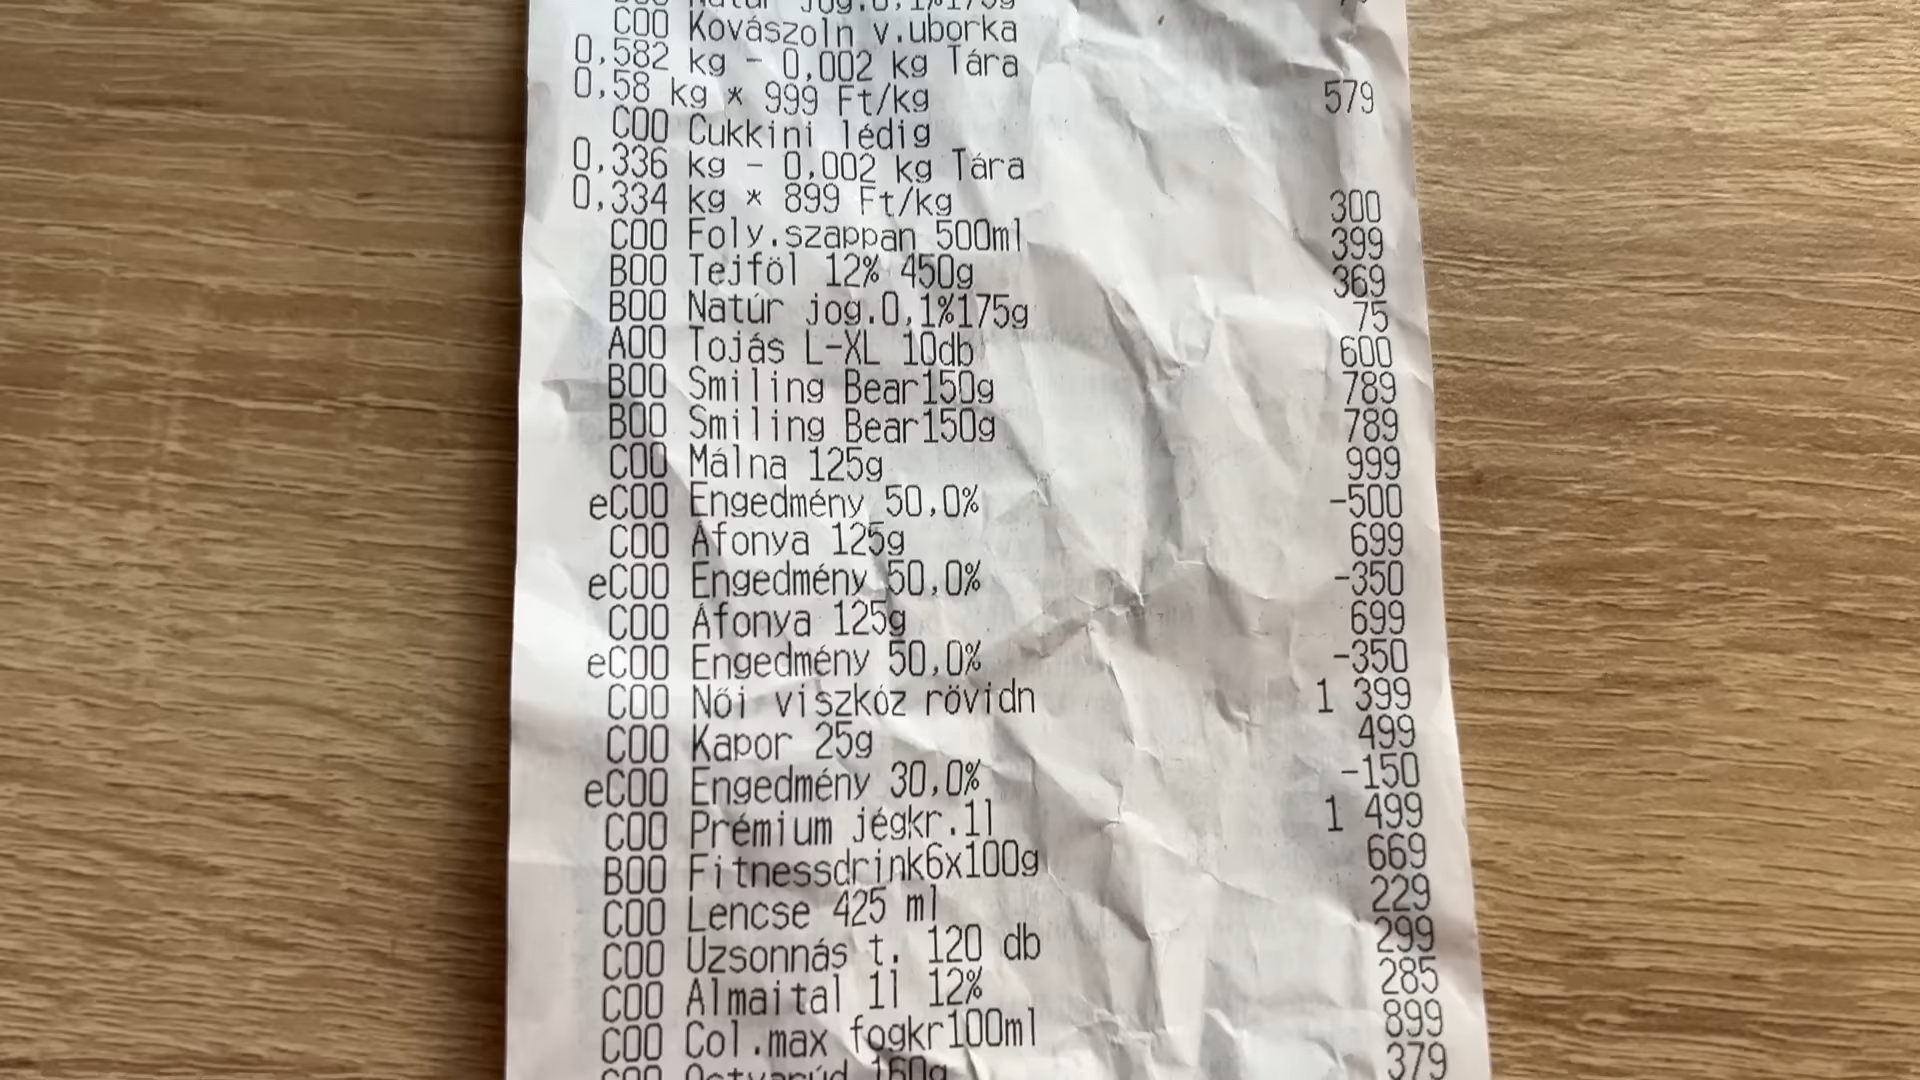 Natúr jog.0,1%175g
C00 Kovászoln v.uborka
0,582 kg - 0,002 kg Tára
0,58 kg * 999 Ft/kg 579
C00 Cukkini lédig
0,336 kg - 0,002 kg Tára
0,334 kg * 899 Ft/kg 300
C00 Foly.szappan 500ml 399
B00 Tejföl 12% 450g 369
B00 Natúr jog.0,1%175g 75
A00 Tojás L-XL 10db 600
B00 Smiling Bear150g 789
B00 Smiling Bear150g 789
C00 Málna 125g 999
eC00 Engedmény 50,0% -500
C00 Áfonya 125g 699
eC00 Engedmény 50,0% -350
C00 Áfonya 125g 699
eC00 Engedmény 50,0% -350
C00 Női viszkóz rövidn 1 399
C00 Kapor 25g 499
eC00 Engedmény 30,0% -150
C00 Prémium jégkr.1l 1 499
B00 Fitnessdrink6x100g 669
C00 Lencse 425 ml 229
C00 Uzsonnás t. 120 db 299
C00 Almaital 1l 12% 285
C00 Col.max fogkr100ml 899
C00 160g 379